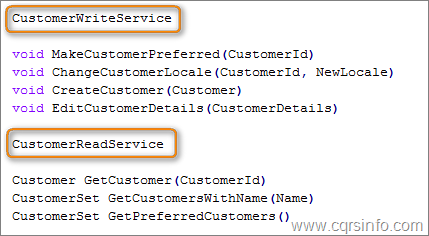 CustomerWriteService
void MakeCustomerPreferred(CustomerId)
void ChangeCustomerLocale(CustomerId, NewLocale)
void CreateCustomer(Customer)
void EditCustomerDetails(CustomerDetails)
CustomerReadService
Customer GetCustomer(CustomerId)
CustomerSet GetCustomersWithName(Name)
CustomerSet GetPreferredCustomers()
www.cqrsinfo.com